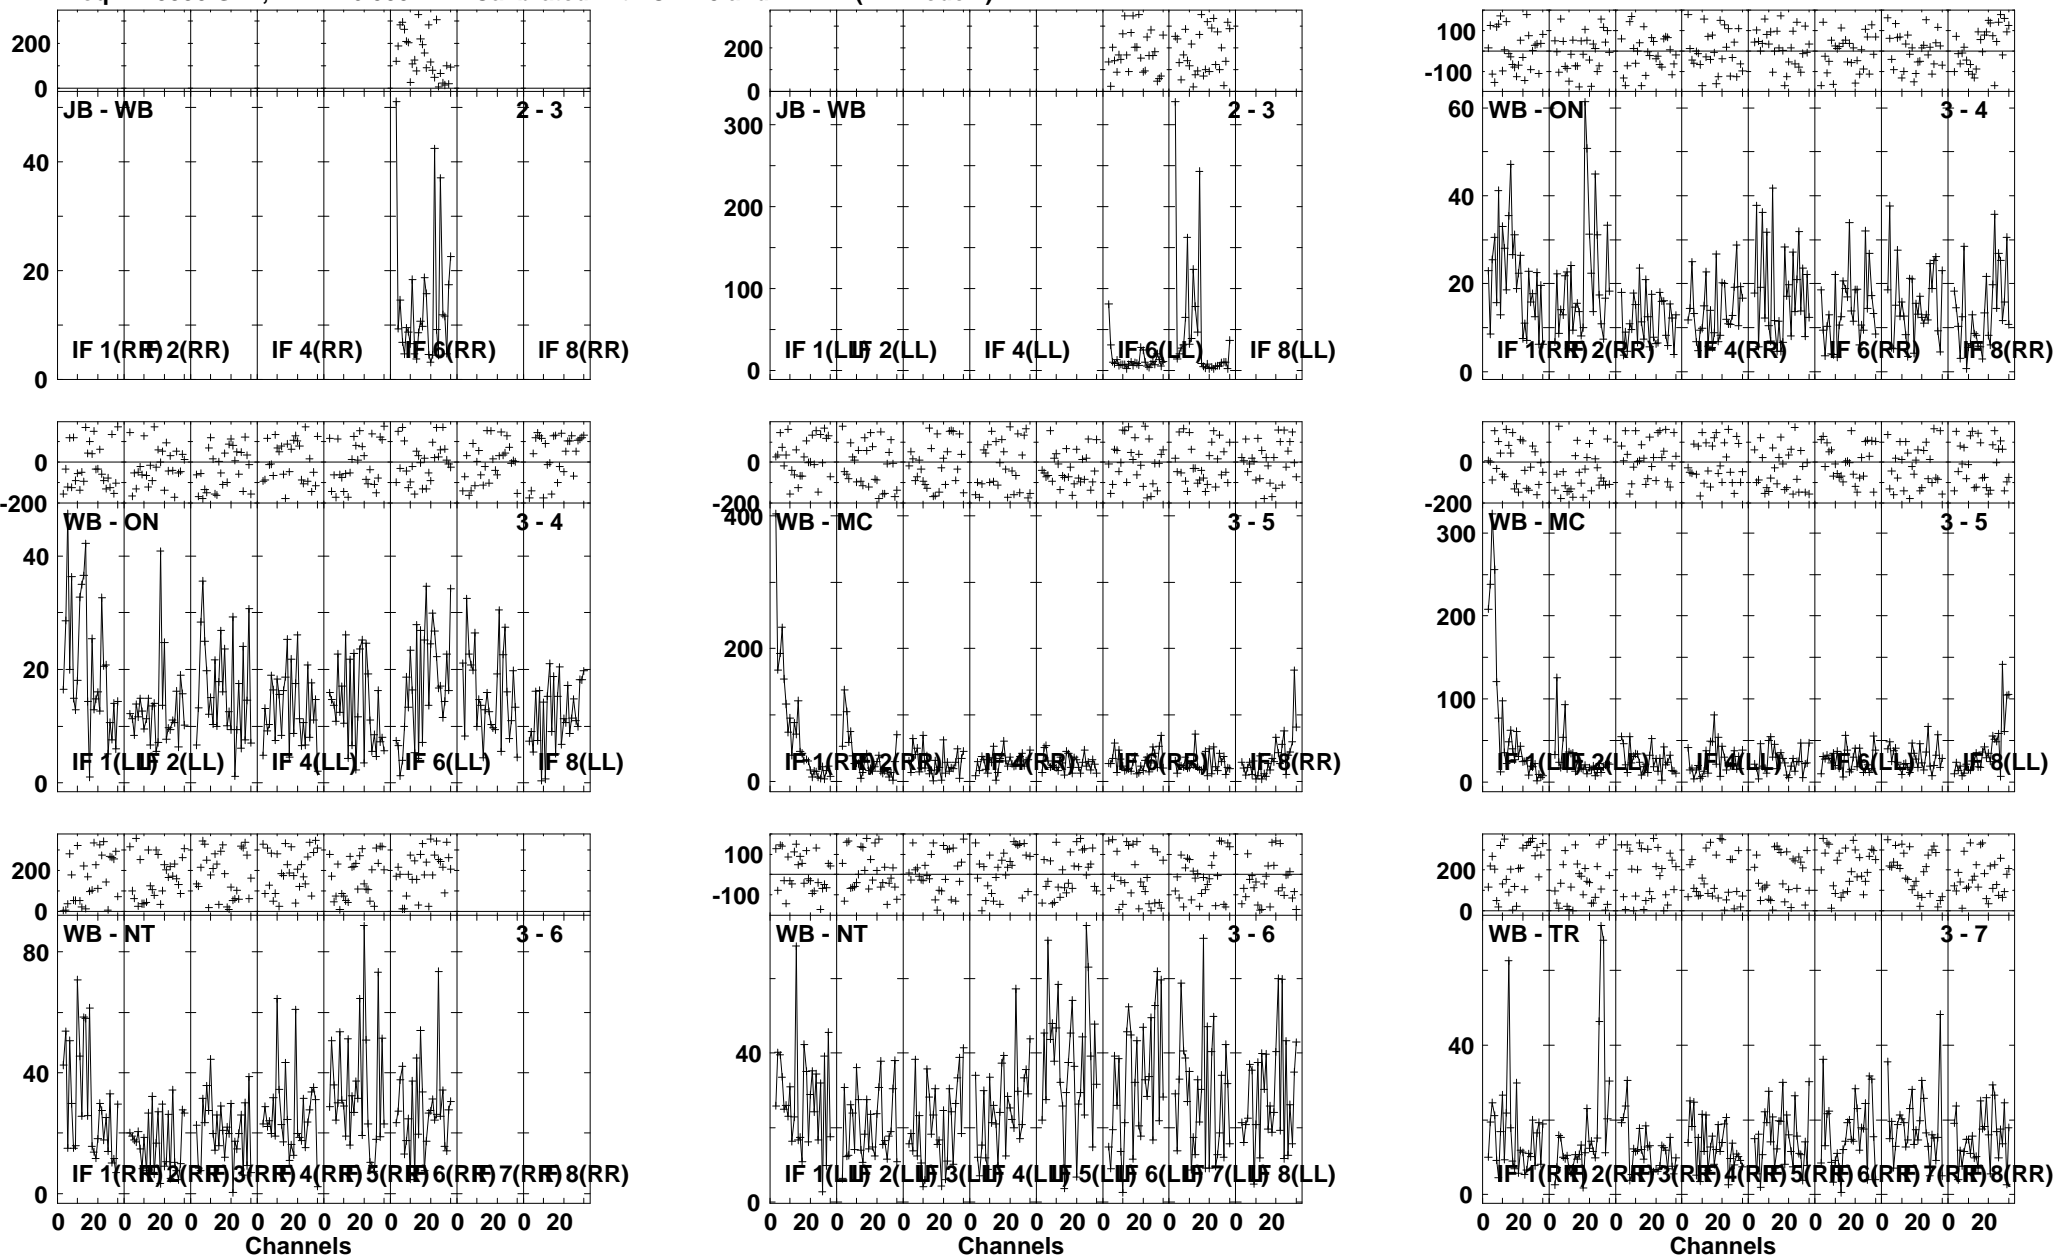 200
0
JB - WB
2 - 3
40
20
0
IF 1(RR)
IF 2(RR)
IF 4(RR)
IF 6(RR)
IF 8(RR)
200
0
JB - WB
2 - 3
300
200
100
0
IF 1(LL)
IF 2(LL)
IF 4(LL)
IF 6(LL)
IF 8(LL)
100
-100
WB - ON
3 - 4
60
40
20
0
IF 1(RR)
IF 2(RR)
IF 4(RR)
IF 6(RR)
IF 8(RR)
0
-200
WB - ON
3 - 4
40
20
0
IF 1(LL)
IF 2(LL)
IF 4(LL)
IF 6(LL)
IF 8(LL)
0
-200
WB - MC
3 - 5
400
200
0
IF 1(RR)
IF 2(RR)
IF 4(RR)
IF 6(RR)
IF 8(RR)
0
-200
WB - MC
3 - 5
300
200
100
0
IF 1(LL)
IF 2(LL)
IF 4(LL)
IF 6(LL)
IF 8(LL)
200
0
WB - NT
3 - 6
80
40
0
IF 1(RR)
IF 2(RR)
IF 3(RR)
IF 4(RR)
IF 5(RR)
IF 6(RR)
IF 7(RR)
IF 8(RR)
0 20 0 20 0 20 0 20 0 20 0 20 0 20 0 20
Channels
100
-100
WB - NT
3 - 6
40
0
IF 1(LL)
IF 2(LL)
IF 3(LL)
IF 4(LL)
IF 5(LL)
IF 6(LL)
IF 7(LL)
IF 8(LL)
0 20 0 20 0 20 0 20 0 20 0 20 0 20 0 20
Channels
200
0
WB - TR
3 - 7
40
0
IF 1(RR)
IF 2(RR)
IF 3(RR)
IF 4(RR)
IF 5(RR)
IF 6(RR)
IF 7(RR)
IF 8(RR)
0 20 0 20 0 20 0 20 0 20 0 20 0 20 0 20
Channels